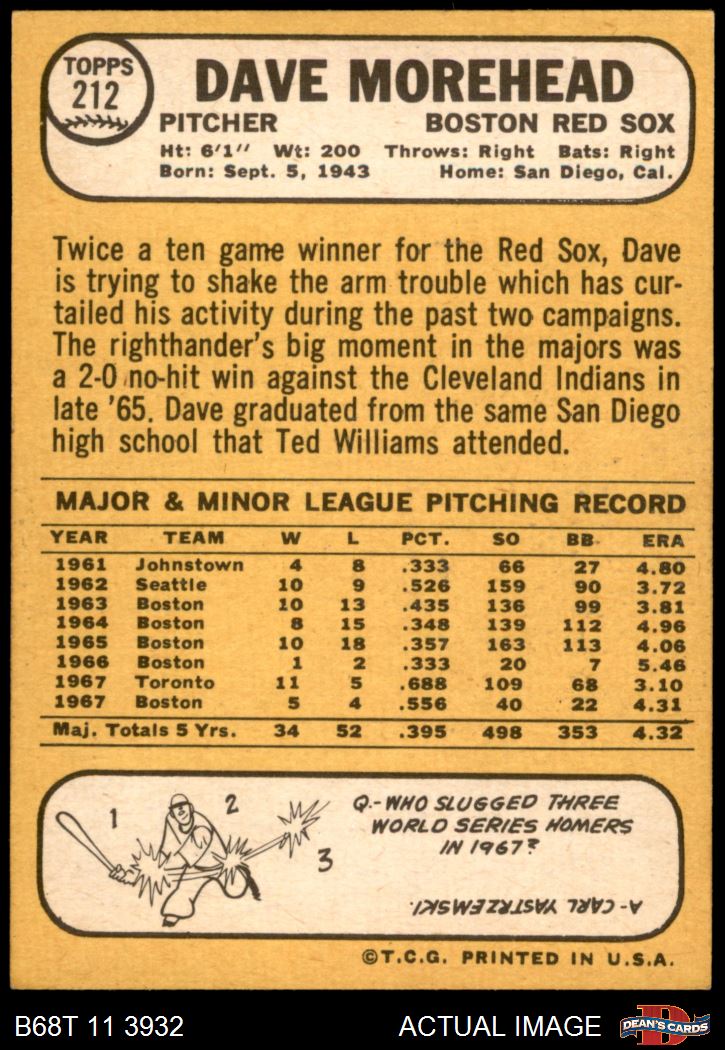 TOPPS
212
DAVE MOREHEAD
PITCHER BOSTON RED SOX
Ht: 6'1" Wt: 200 Throws: Right Bats: Right
Born: Sept. 5, 1943 Home: San Diego, Cal.
Twice a ten game winner for the Red Sox, Dave
is trying to shake the arm trouble which has cur-
tailed his activity during the past two campaigns.
The righthander's big moment in the majors was
a 2-0 no-hit win against the Cleveland Indians in
late '65. Dave graduated from the same San Diego
high school that Ted Williams attended.
MAJOR & MINOR LEAGUE PITCHING RECORD
YEAR TEAM W L PCT. SO BB ERA
1961 Johnstown 4 8 .333 66 27 4.80
1962 Seattle 10 9 .526 159 90 3.72
1963 Boston 10 13 .435 136 99 3.81
1964 Boston 8 15 .348 139 112 4.96
1965 Boston 10 18 .357 163 113 4.06
1966 Boston 1 2 .333 20 7 5.46
1967 Toronto 11 5 .688 109 68 3.10
1967 Boston 5 4 .556 40 22 4.31
Maj. Totals 5 Yrs. 34 52 .395 498 353 4.32
1 2 3
Q.-WHO SLUGGED THREE
WORLD SERIES HOMERS
IN 1967?
A-CARL YASTRZEMSKI.
©T.C.G. PRINTED IN U.S.A.
B68T 11 3932 ACTUAL IMAGE D DEAN'S CARDS